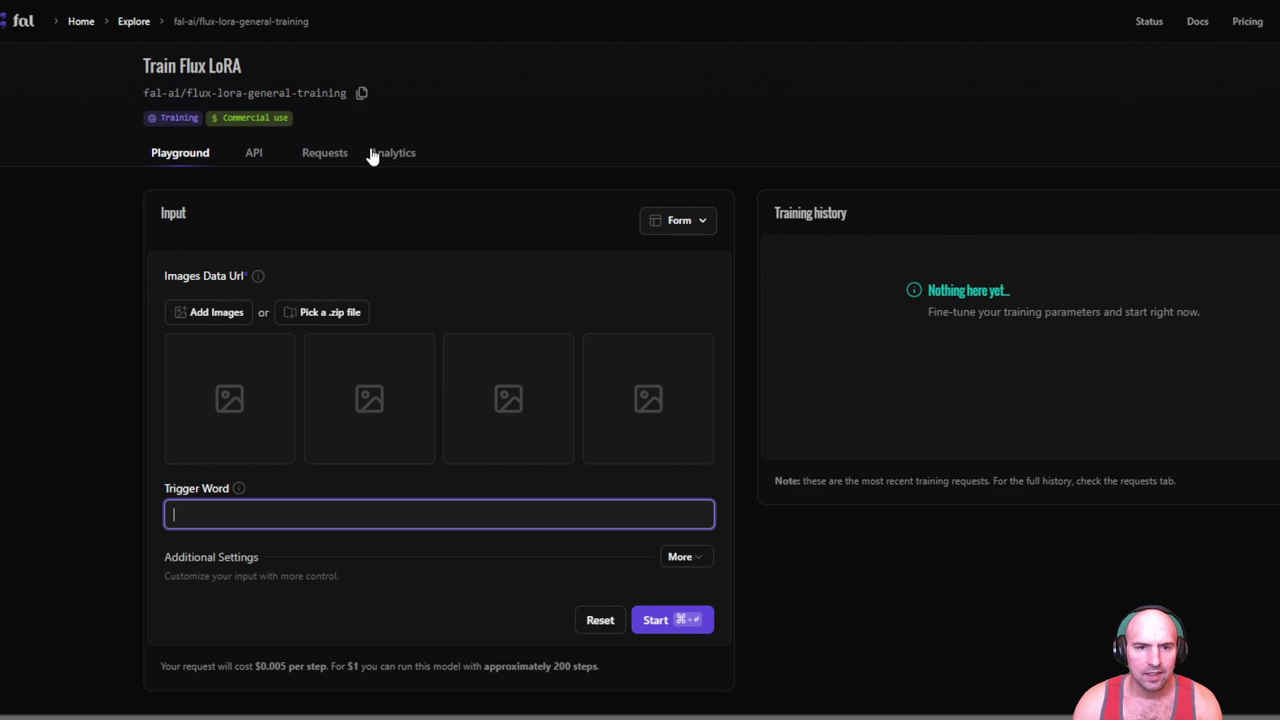 fal
Home
Explore
fal-ai/flux-lora-general-training
Status
Docs
Pricing
Train Flux LoRA
fal-ai/flux-lora-general-training
Training
$ Commercial use
Playground
API
Requests
Analytics
Input
Form
Training history
Images Data Url*
Add Images
or
Pick a .zip file
Nothing here yet...
Fine-tune your training parameters and start right now.
Trigger Word
Note: these are the most recent training requests. For the full history, check the requests tab.
Additional Settings
More
Customize your input with more control.
Reset
Start ⌘+⏎
Your request will cost $0.005 per step. For $1 you can run this model with approximately 200 steps.